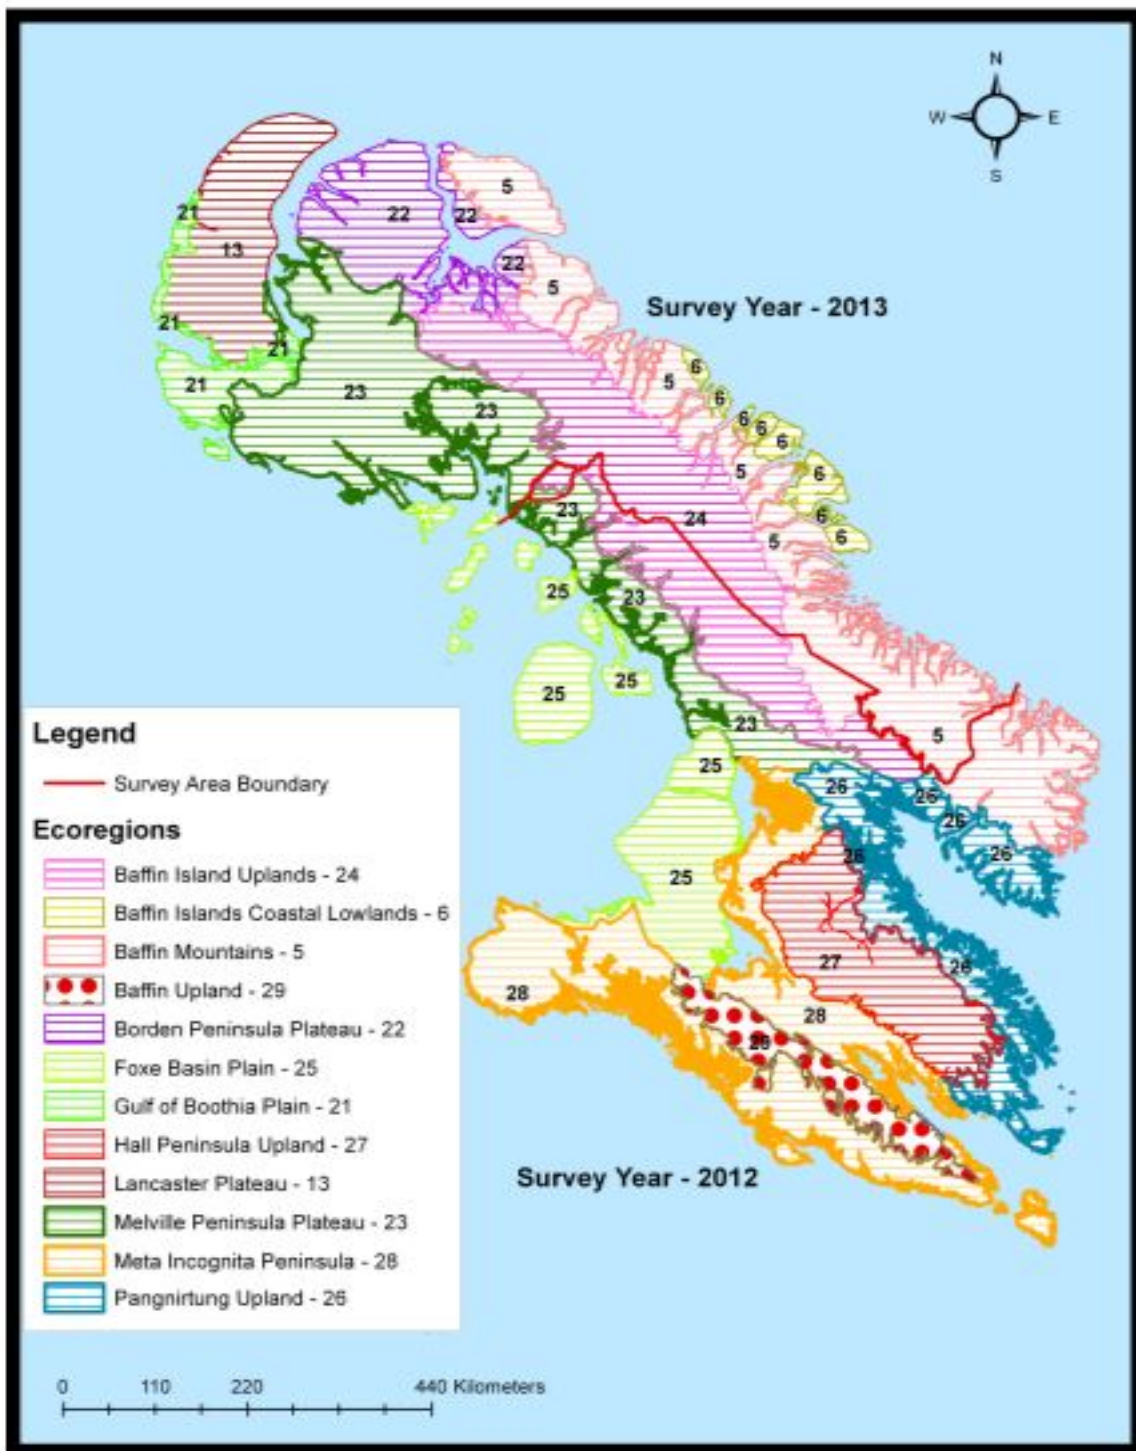 N
W E
S
5
21
22
22
13
22
5
Survey Year - 2013
21
21
21
23
5
6
6
23
6
6
6
5
6
24
23
6
6
5
25
23
25
25
23
5
25
26
26
26
26
26
25
27
26
28
28
29
Survey Year - 2012
Legend
Survey Area Boundary
Ecoregions
Baffin Island Uplands - 24
Baffin Islands Coastal Lowlands - 6
Baffin Mountains - 5
Baffin Upland - 29
Borden Peninsula Plateau - 22
Foxe Basin Plain - 25
Gulf of Boothia Plain - 21
Hall Peninsula Upland - 27
Lancaster Plateau - 13
Melville Peninsula Plateau - 23
Meta Incognita Peninsula - 28
Pangnirtung Upland - 26
0 110 220 440 Kilometers